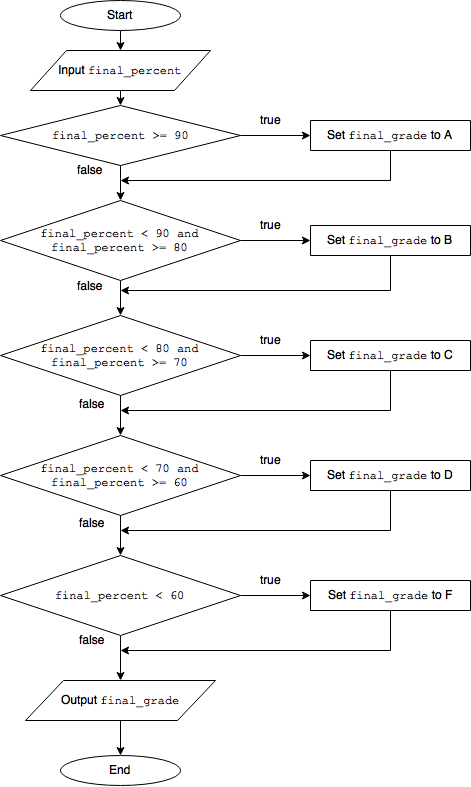 Start
Input final_percent
final_percent >= 90
true
Set final_grade to A
false
final_percent < 90 and
final_percent >= 80
true
Set final_grade to B
false
final_percent < 80 and
final_percent >= 70
true
Set final_grade to C
false
final_percent < 70 and
final_percent >= 60
true
Set final_grade to D
false
final_percent < 60
true
Set final_grade to F
false
Output final_grade
End